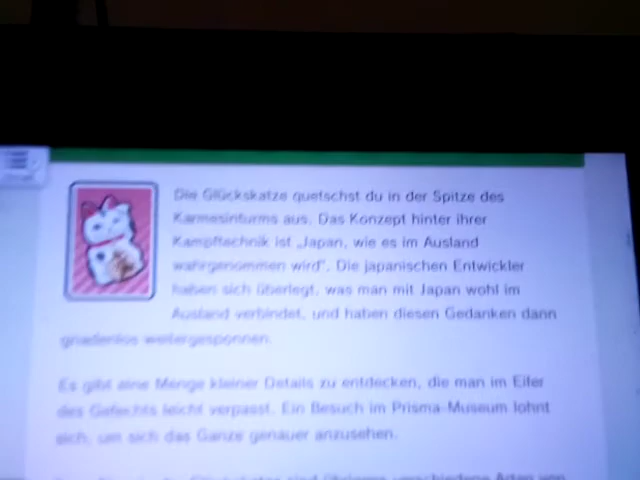 Die Glückskatze quetschst du in der Spitze des
Karmesinturms aus. Das Konzept hinter ihrer
Kampftechnik ist „Japan, wie es im Ausland
wahrgenommen wird“. Die japanischen Entwickler
haben sich überlegt, was man mit Japan wohl im
Ausland verbindet, und haben diesen Gedanken dann
gnadenlos weitergesponnen.
Es gibt eine Menge kleiner Details zu entdecken, die man im Eifer
des Gefechts leicht verpasst. Ein Besuch im Prisma-Museum lohnt
sich, um sich das Ganze genauer anzusehen.